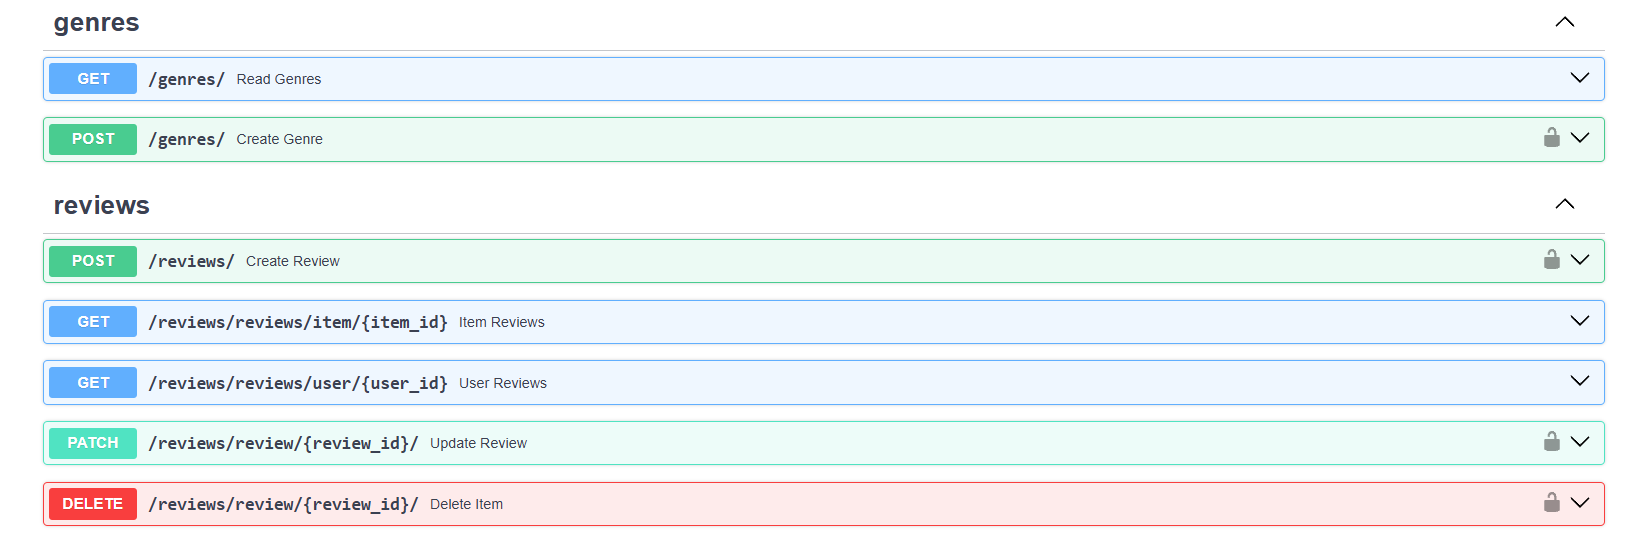 genres
GET /genres/ Read Genres
POST /genres/ Create Genre
reviews
POST /reviews/ Create Review
GET /reviews/reviews/item/{item_id} Item Reviews
GET /reviews/reviews/user/{user_id} User Reviews
PATCH /reviews/review/{review_id}/ Update Review
DELETE /reviews/review/{review_id}/ Delete Item